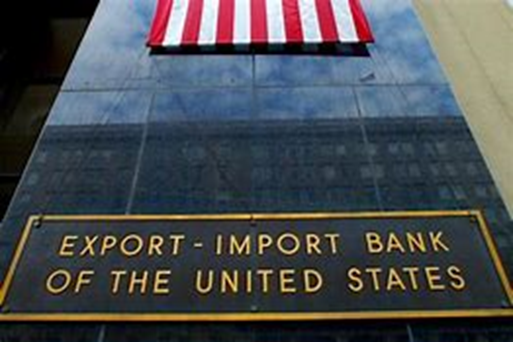 EXPORT-IMPORT BANK
OF THE UNITED STATES